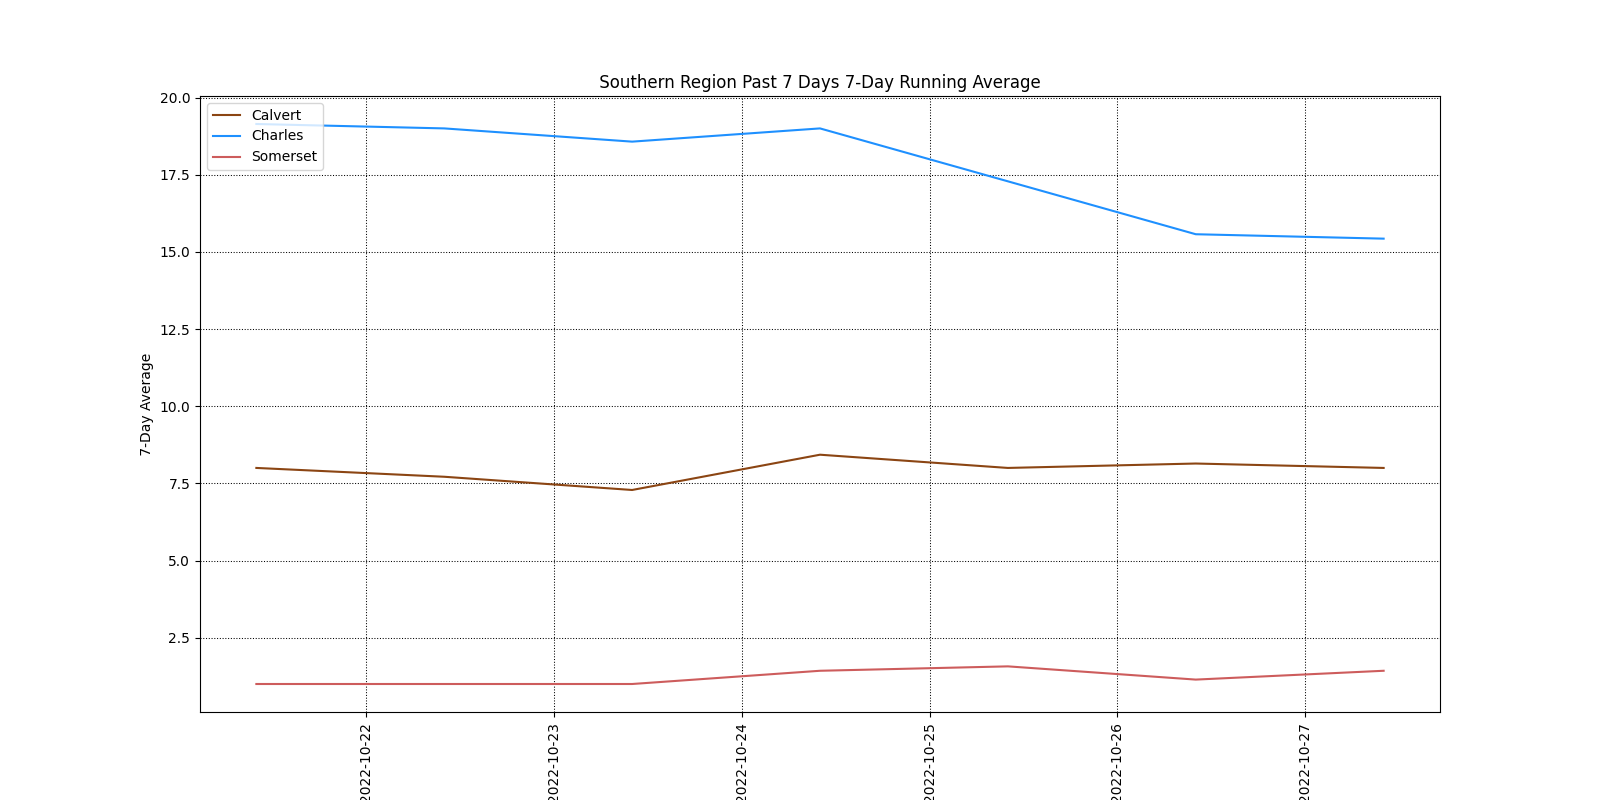 Southern Region Past 7 Days 7-Day Running Average
20.0
17.5
15.0
12.5
10.0
7.5
5.0
2.5
7-Day Average
Calvert
Charles
Somerset
2022-10-22
2022-10-23
2022-10-24
2022-10-25
2022-10-26
2022-10-27